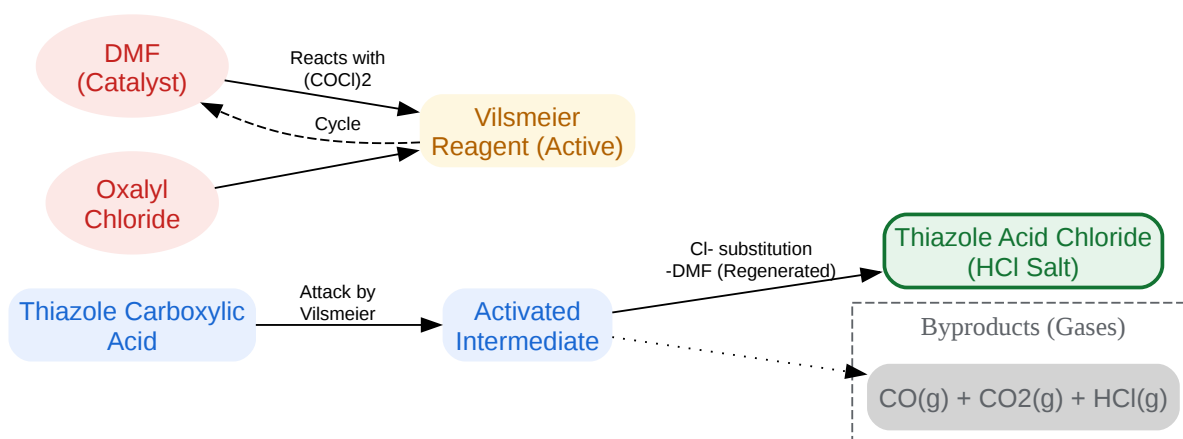 DMF
(Catalyst)
Reacts with
(COCl)2
Cycle
Vilsmeier
Reagent (Active)
Oxalyl
Chloride
Thiazole Carboxylic
Acid
Attack by
Vilsmeier
Activated
Intermediate
Cl- substitution
-DMF (Regenerated)
Thiazole Acid Chloride
(HCl Salt)
Byproducts (Gases)
CO(g) + CO2(g) + HCl(g)